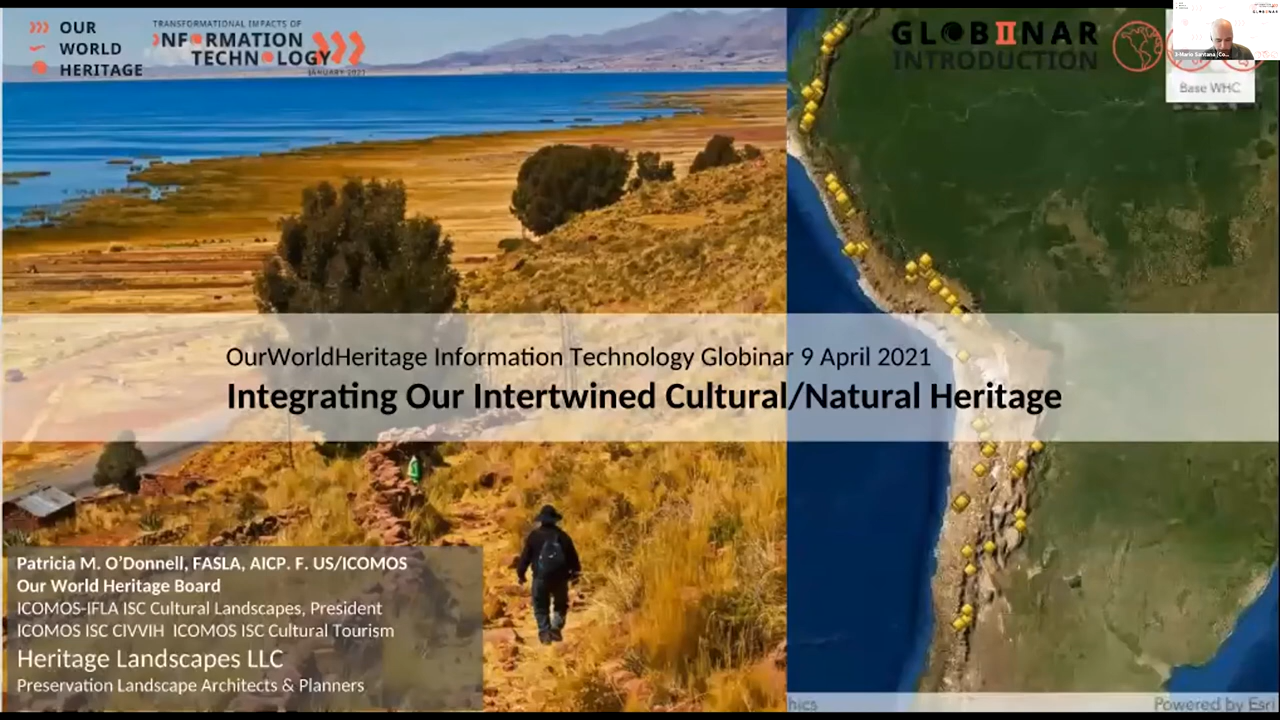 OUR
WORLD
HERITAGE
TRANSFORMATIONAL IMPACTS OF
INFORMATION
TECHNOLOGY
JANUARY 2021
GLOBINAR
INTRODUCTION
Base WHC
OurWorldHeritage Information Technology Globinar 9 April 2021
Integrating Our Intertwined Cultural/Natural Heritage
Patricia M. O'Donnell, FASLA, AICP. F. US/ICOMOS
Our World Heritage Board
ICOMOS-IFLA ISC Cultural Landscapes, President
ICOMOS ISC CIVVIH ICOMOS ISC Cultural Tourism
Heritage Landscapes LLC
Preservation Landscape Architects & Planners
hics
Powered by Esri